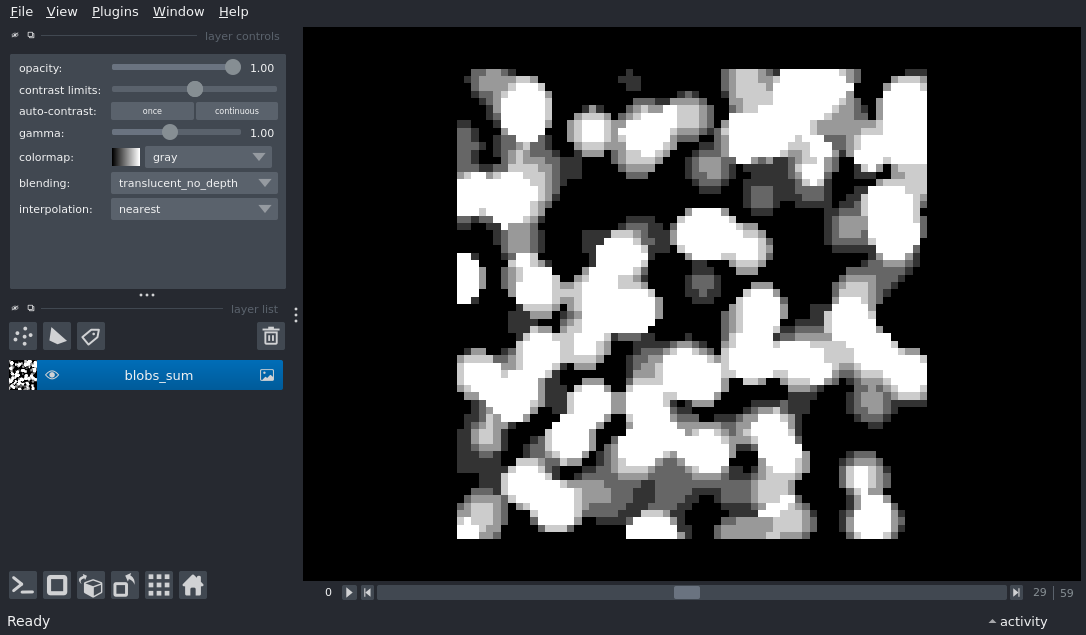 File View Plugins Window Help
layer controls
opacity: 1.00
contrast limits:
auto-contrast: once continuous
gamma: 1.00
colormap: gray
blending: translucent_no_depth
interpolation: nearest
layer list
blobs_sum
0 29 59
Ready activity